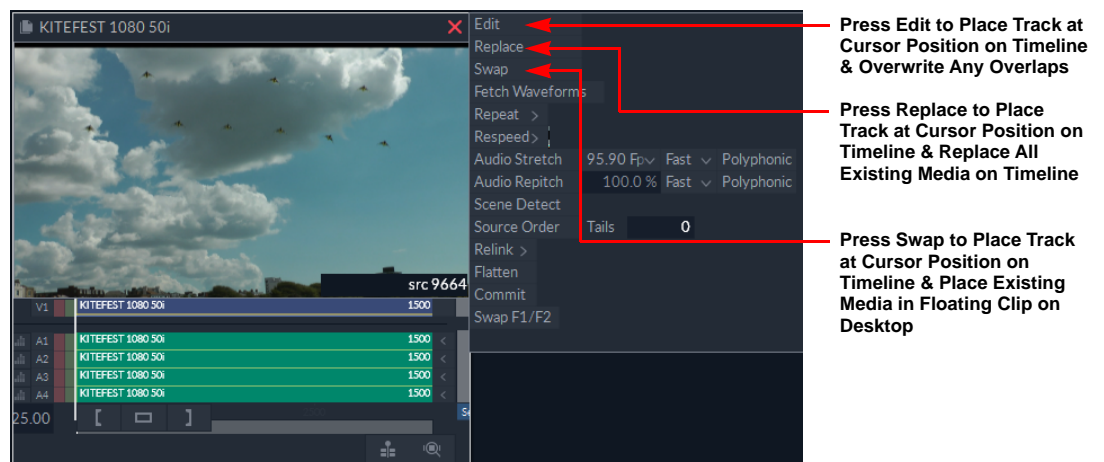 KITEFEST 1080 50i
Edit
Replace
Swap
Fetch Waveforms
Repeat >
Respeed>
Audio Stretch 95.90 Fp Fast Polyphonic
Audio Repitch 100.0 % Fast Polyphonic
Scene Detect
Source Order Tails 0
Relink >
Flatten
Commit
Swap F1/F2
src 9664
V1 KITEFEST 1080 50i 1500
A1 KITEFEST 1080 50i 1500 <
A2 KITEFEST 1080 50i 1500 <
A3 KITEFEST 1080 50i 1500 <
A4 KITEFEST 1080 50i 1500 <
25.00 [ ]
Press Edit to Place Track at
Cursor Position on Timeline
& Overwrite Any Overlaps
Press Replace to Place
Track at Cursor Position on
Timeline & Replace All
Existing Media on Timeline
Press Swap to Place Track
at Cursor Position on
Timeline & Place Existing
Media in Floating Clip on
Desktop